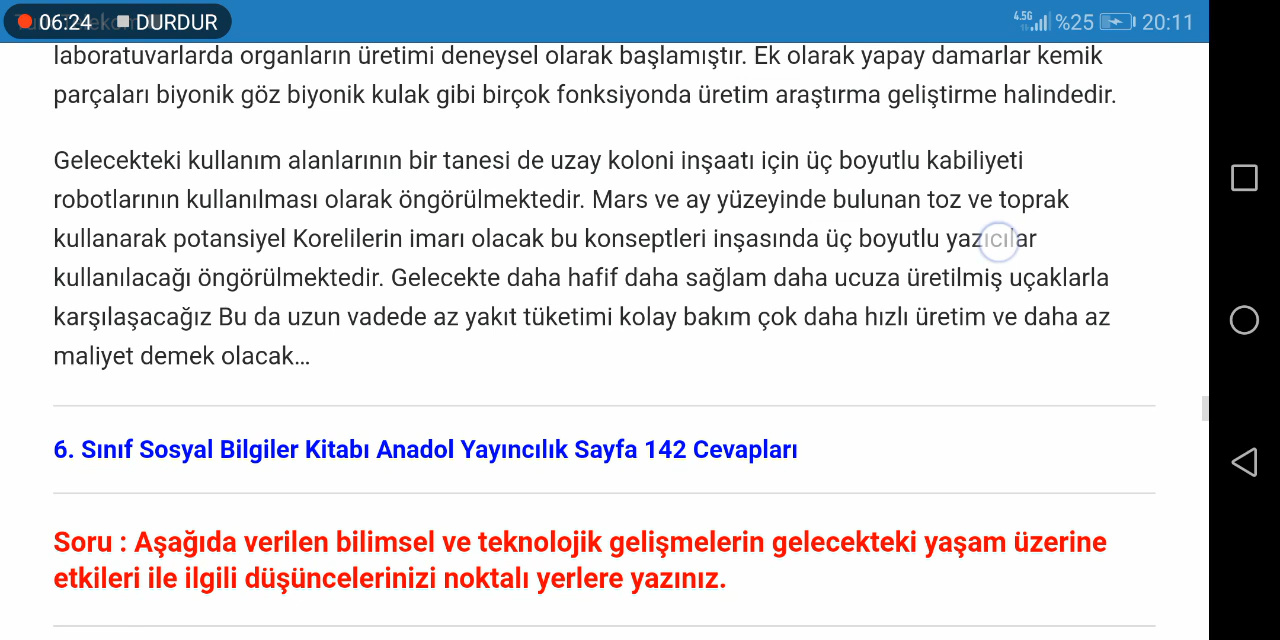 06:24 DURDUR 4.5G %25 20:11
laboratuvarlarda organların üretimi deneysel olarak başlamıştır. Ek olarak yapay damarlar kemik
parçaları biyonik göz biyonik kulak gibi birçok fonksiyonda üretim araştırma geliştirme halindedir.
Gelecekteki kullanım alanlarının bir tanesi de uzay koloni inşaatı için üç boyutlu kabiliyeti
robotlarının kullanılması olarak öngörülmektedir. Mars ve ay yüzeyinde bulunan toz ve toprak
kullanarak potansiyel Korelilerin imarı olacak bu konseptleri inşasında üç boyutlu yazıcılar
kullanılacağı öngörülmektedir. Gelecekte daha hafif daha sağlam daha ucuza üretilmiş uçaklarla
karşılaşacağız Bu da uzun vadede az yakıt tüketimi kolay bakım çok daha hızlı üretim ve daha az
maliyet demek olacak...
6. Sınıf Sosyal Bilgiler Kitabı Anadol Yayıncılık Sayfa 142 Cevapları
Soru : Aşağıda verilen bilimsel ve teknolojik gelişmelerin gelecekteki yaşam üzerine
etkileri ile ilgili düşüncelerinizi noktalı yerlere yazınız.